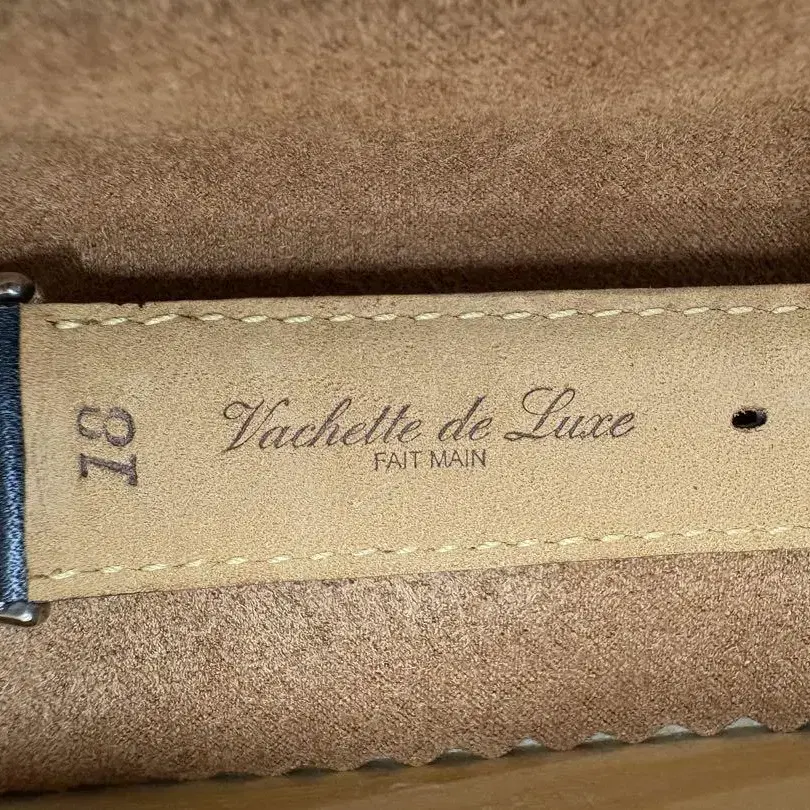 18
Vachette de Luxe
FAIT MAIN